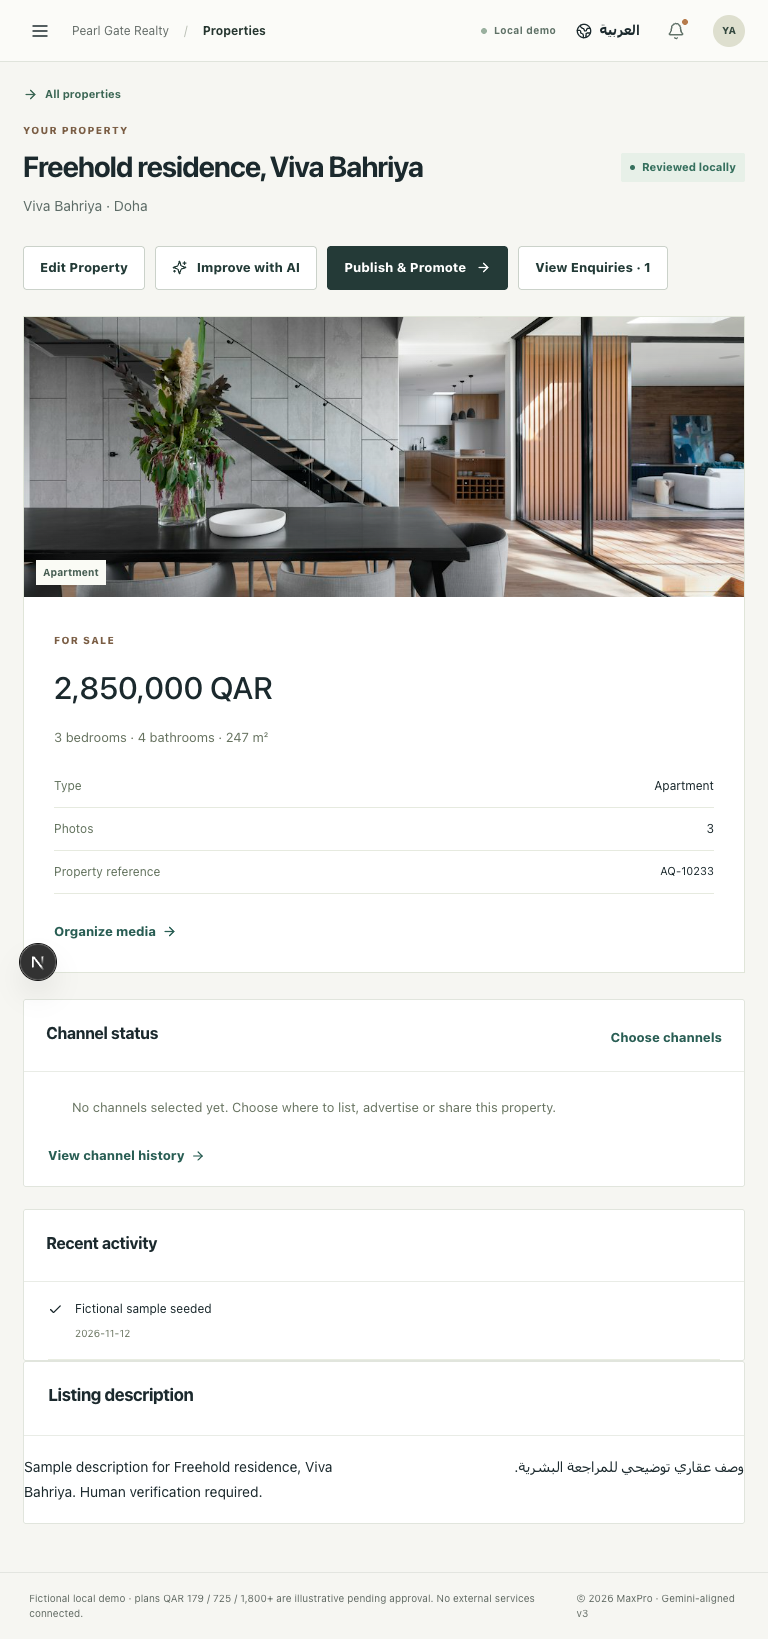 Pearl Gate Realty / Properties
Local demo
العربية
YA
All properties
YOUR PROPERTY
Freehold residence, Viva Bahriya
Reviewed locally
Viva Bahriya · Doha
Edit Property
Improve with AI
Publish & Promote
View Enquiries · 1
Apartment
FOR SALE
2,850,000 QAR
3 bedrooms · 4 bathrooms · 247 m²
Type
Apartment
Photos
3
Property reference
AQ-10233
Organize media
N
Channel status
Choose channels
No channels selected yet. Choose where to list, advertise or share this property.
View channel history
Recent activity
Fictional sample seeded
2026-11-12
Listing description
Sample description for Freehold residence, Viva
Bahriya. Human verification required.
وصف عقاري توضيحي للمراجعة البشرية.
Fictional local demo · plans QAR 179 / 725 / 1,800+ are illustrative pending approval. No external services
connected.
© 2026 MaxPro · Gemini-aligned
v3